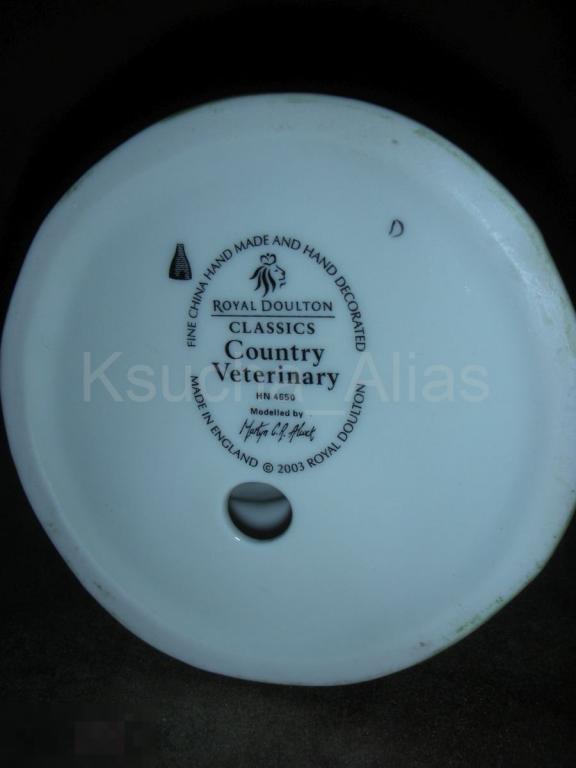 D
FINE CHINA HAND MADE AND HAND DECORATED
ROYAL DOULTON
CLASSICS
Country
Veterinary
HN 4650
Modelled by
MADE IN ENGLAND © 2003 ROYAL DOULTON